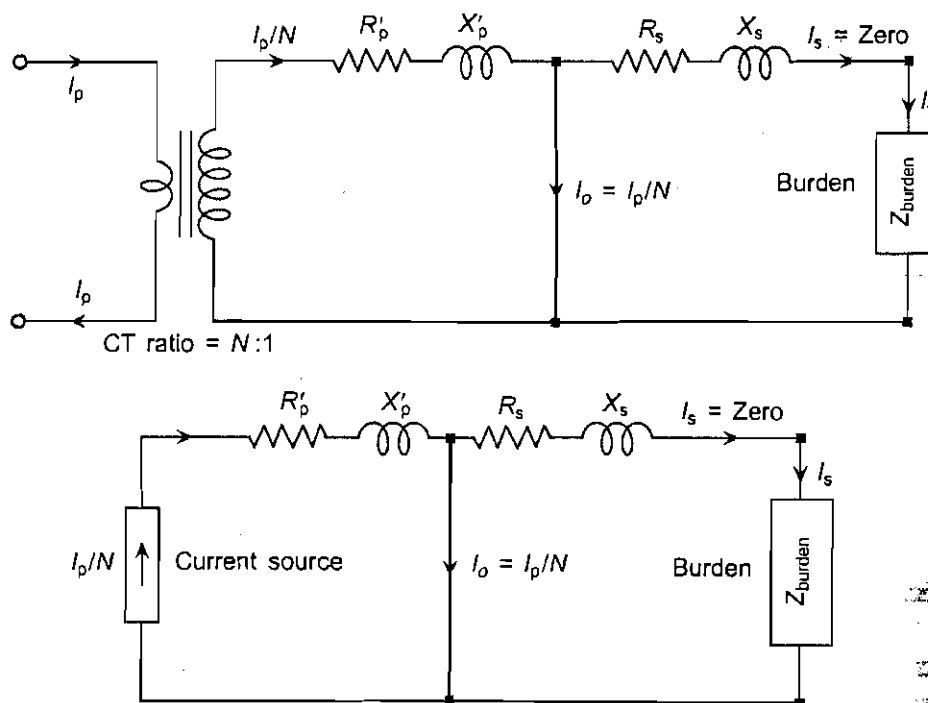 I_p/N R'_p X'_p R_s X_s I_s = Zero
I_p
Burden Z_burden
I_o = I_p/N
I_p
CT ratio = N:1
R'_p X'_p R_s X_s I_s = Zero
I_s
I_p/N Current source I_o = I_p/N Burden Z_burden